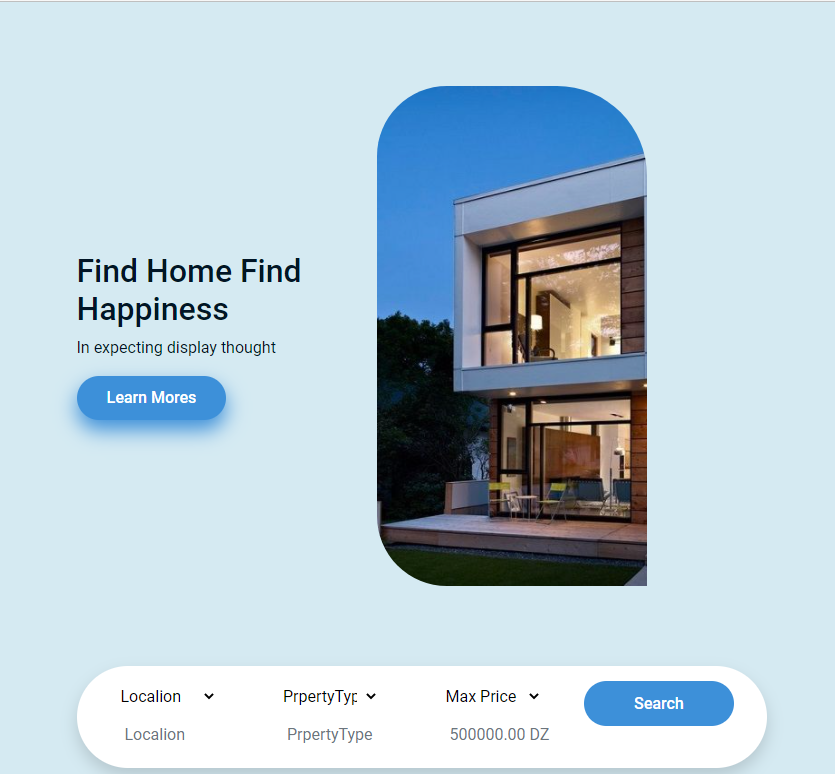 Find Home Find
Happiness
In expecting display thought
Learn Mores
Localion PrpertyTyp Max Price Search
Localion PrpertyType 500000.00 DZ